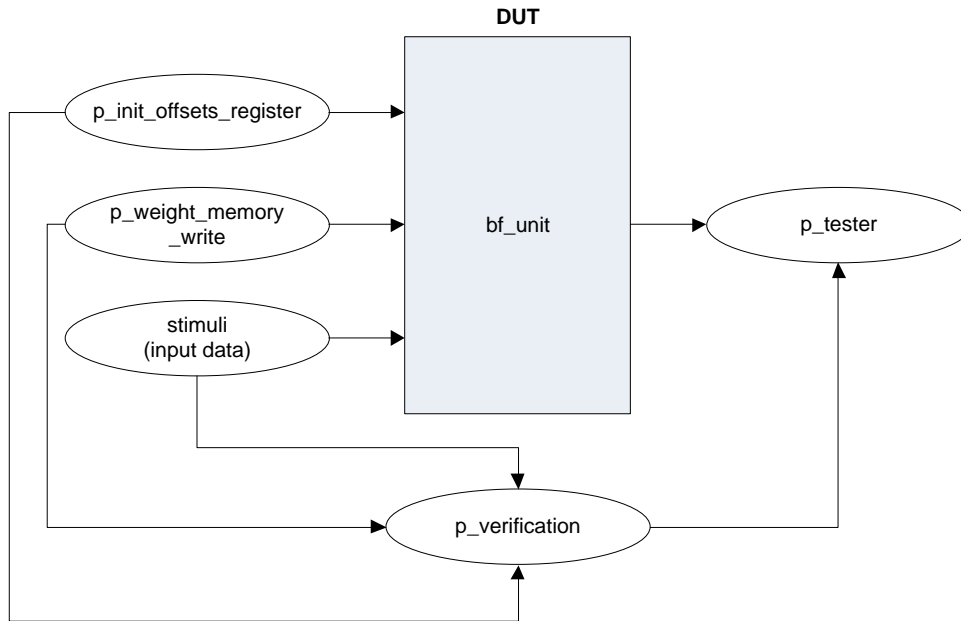 DUT
p_init_offsets_register
p_weight_memory
_write
bf_unit
p_tester
stimuli
(input data)
p_verification